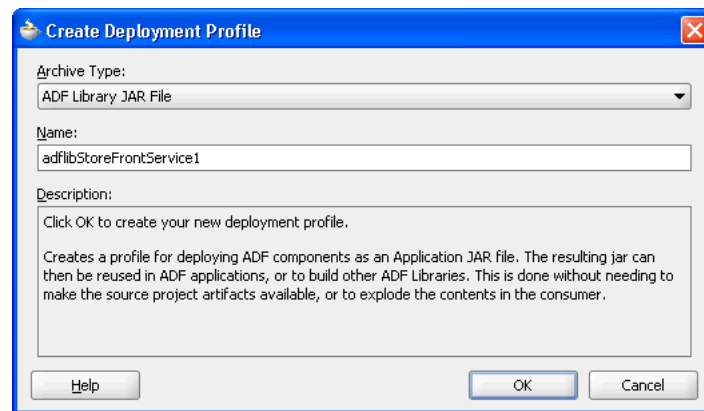 Create Deployment Profile
Archive Type:
ADF Library JAR File
Name:
adflibStoreFrontService1
Description:
Click OK to create your new deployment profile.
Creates a profile for deploying ADF components as an Application JAR file. The resulting jar can
then be reused in ADF applications, or to build other ADF Libraries. This is done without needing to
make the source project artifacts available, or to explode the contents in the consumer.
Help
OK
Cancel